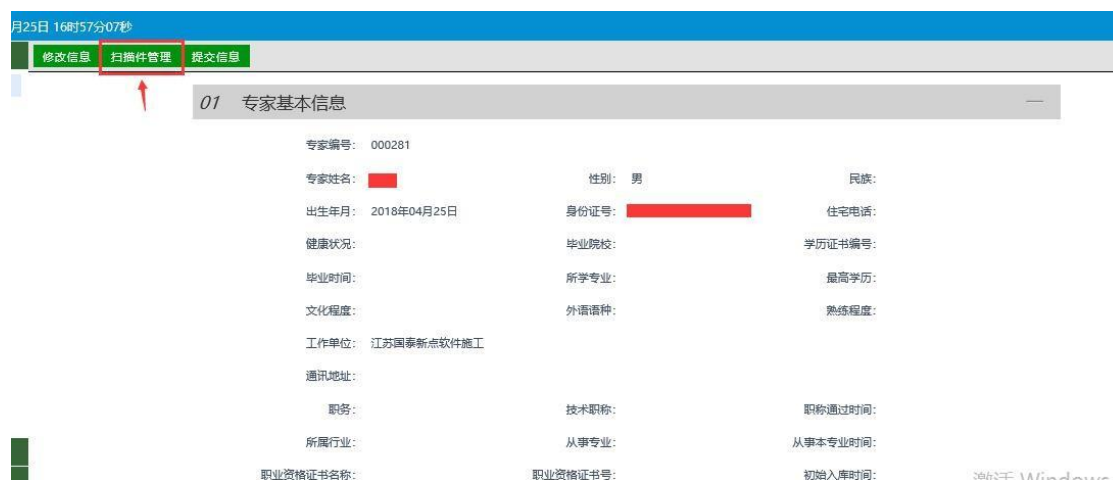 月25日 16时57分07秒
修改信息 扫描件管理 提交信息
01 专家基本信息
专家编号: 000281
专家姓名: 性别: 男 民族:
出生年月: 2018年04月25日 身份证号: 住宅电话:
健康状况: 毕业院校: 学历证书编号:
毕业时间: 所学专业: 最高学历:
文化程度: 外语语种: 熟练程度:
工作单位: 江苏国泰新点软件施工
通讯地址:
职务: 技术职称: 职称通过时间:
所属行业: 从事专业: 从事本专业时间:
职业资格证书名称: 职业资格证书号: 初始入库时间:
激活 Windows